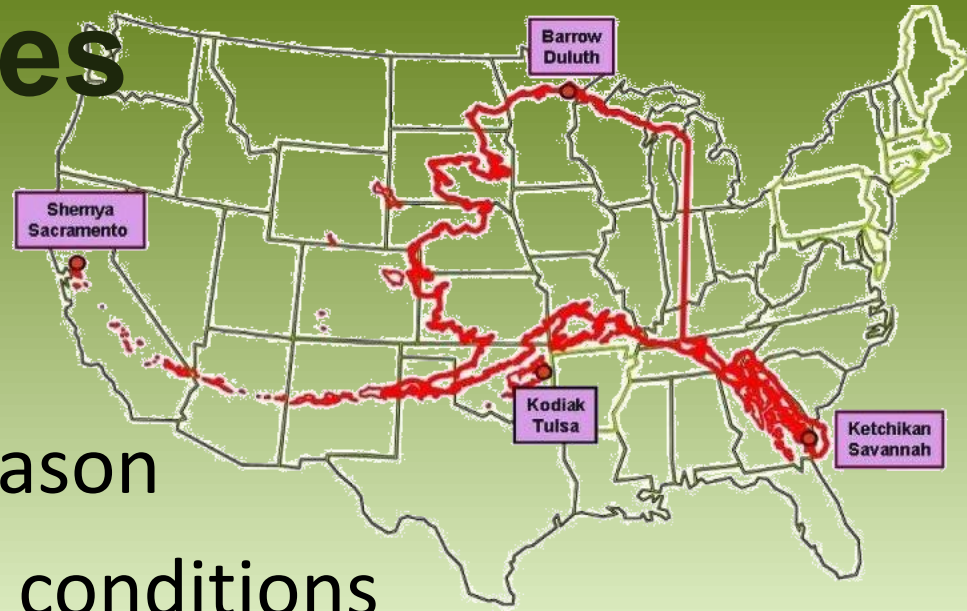 es
Barrow
Duluth
Shemya
Sacramento
Kodiak
Tulsa
Ketchikan
Savannah
ason
conditions